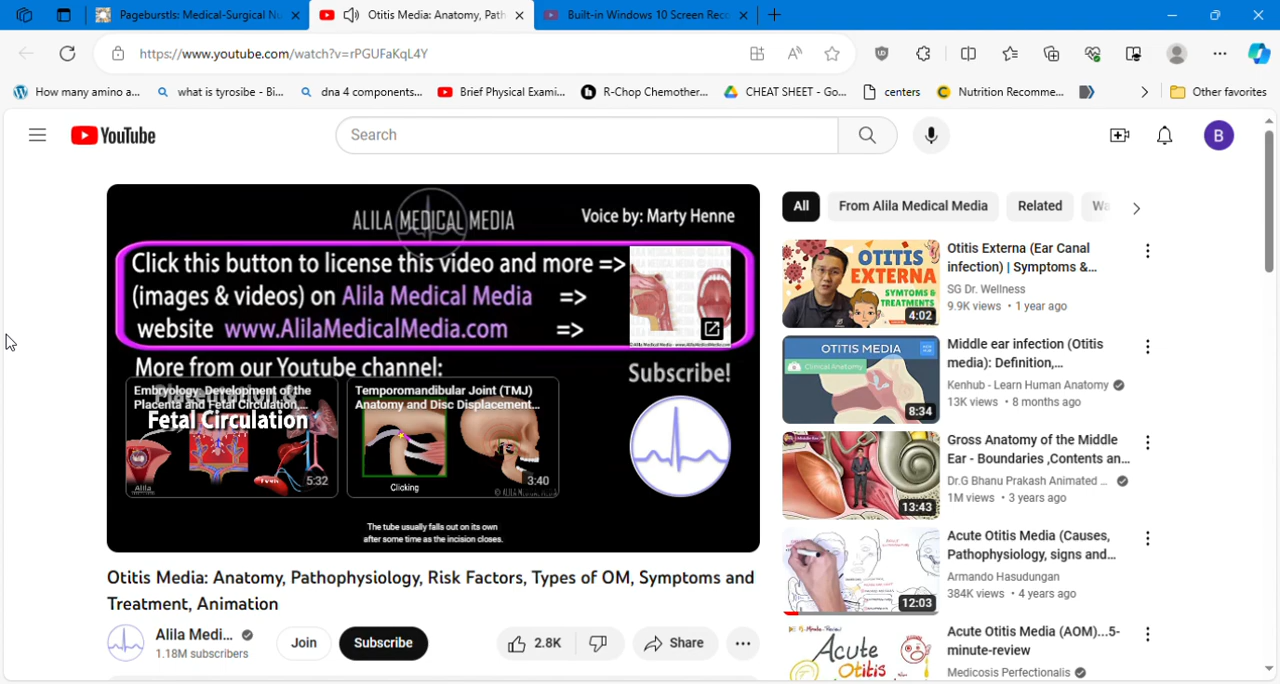 Pageburstls: Medical-Surgical Nu
Otitis Media: Anatomy, Path
Built-in Windows 10 Screen Reco
https://www.youtube.com/watch?v=rPGUFaKqL4Y
How many amino a...
what is tyrosibe - Bi...
dna 4 components...
Brief Physical Exami...
R-Chop Chemother...
CHEAT SHEET - Go...
centers
Nutrition Recomme...
Other favorites
YouTube
Search
B
ALILA MEDICAL MEDIA
Voice by: Marty Henne
Click this button to license this video and more =>
(images & videos) on Alila Medical Media =>
website www.AlilaMedicalMedia.com =>
More from our Youtube channel:
Subscribe!
Embryology: Development of the
Placenta and Fetal Circulation,...
Fetal Circulation
Alila
5:32
Temporomandibular Joint (TMJ)
Anatomy and Disc Displacement...
Clicking
3:40
The tube usually falls out on its own
after some time as the incision closes.
Otitis Media: Anatomy, Pathophysiology, Risk Factors, Types of OM, Symptoms and
Treatment, Animation
Alila Medi...
1.18M subscribers
Join
Subscribe
2.8K
Share
All
From Alila Medical Media
Related
Wa
OTITIS
EXTERNA
SYMTOMS &
TREATMENTS
4:02
Otitis Externa (Ear Canal
infection) | Symptoms &...
SG Dr. Wellness
9.9K views • 1 year ago
OTITIS MEDIA
Clinical Anatomy
8:34
Middle ear infection (Otitis
media): Definition,...
Kenhub - Learn Human Anatomy
13K views • 8 months ago
13:43
Gross Anatomy of the Middle
Ear - Boundaries ,Contents an...
Dr.G Bhanu Prakash Animated ...
1M views • 3 years ago
12:03
Acute Otitis Media (Causes,
Pathophysiology, signs and...
Armando Hasudungan
384K views • 4 years ago
Acute
Otitis
Acute Otitis Media (AOM)...5-
minute-review
Medicosis Perfectionalis